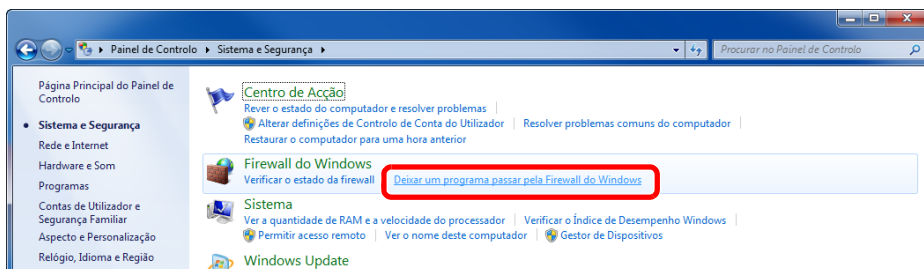 Painel de Controlo ▸ Sistema e Segurança ▸
Procurar no Painel de Controlo
Página Principal do Painel de
Controlo
Sistema e Segurança
Rede e Internet
Hardware e Som
Programas
Contas de Utilizador e
Segurança Familiar
Aspecto e Personalização
Relógio, Idioma e Região
Centro de Acção
Rever o estado do computador e resolver problemas
Alterar definições de Controlo de Conta do Utilizador | Resolver problemas comuns do computador
Restaurar o computador para uma hora anterior
Firewall do Windows
Verificar o estado da firewall | Deixar um programa passar pela Firewall do Windows
Sistema
Ver a quantidade de RAM e a velocidade do processador | Verificar o Índice de Desempenho Windows
Permitir acesso remoto | Ver o nome deste computador | Gestor de Dispositivos
Windows Update